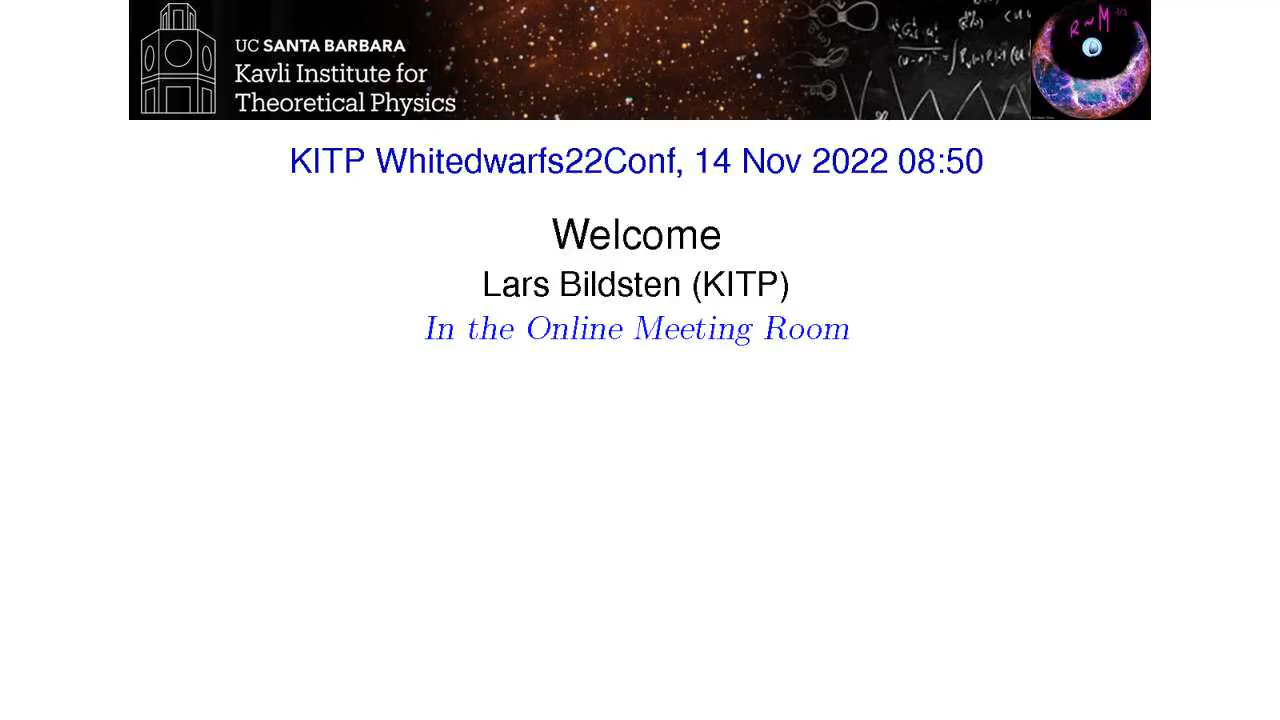 UC SANTA BARBARA
Kavli Institute for
Theoretical Physics
R~M
KITP Whitedwarfs22Conf, 14 Nov 2022 08:50
Welcome
Lars Bildsten (KITP)
In the Online Meeting Room